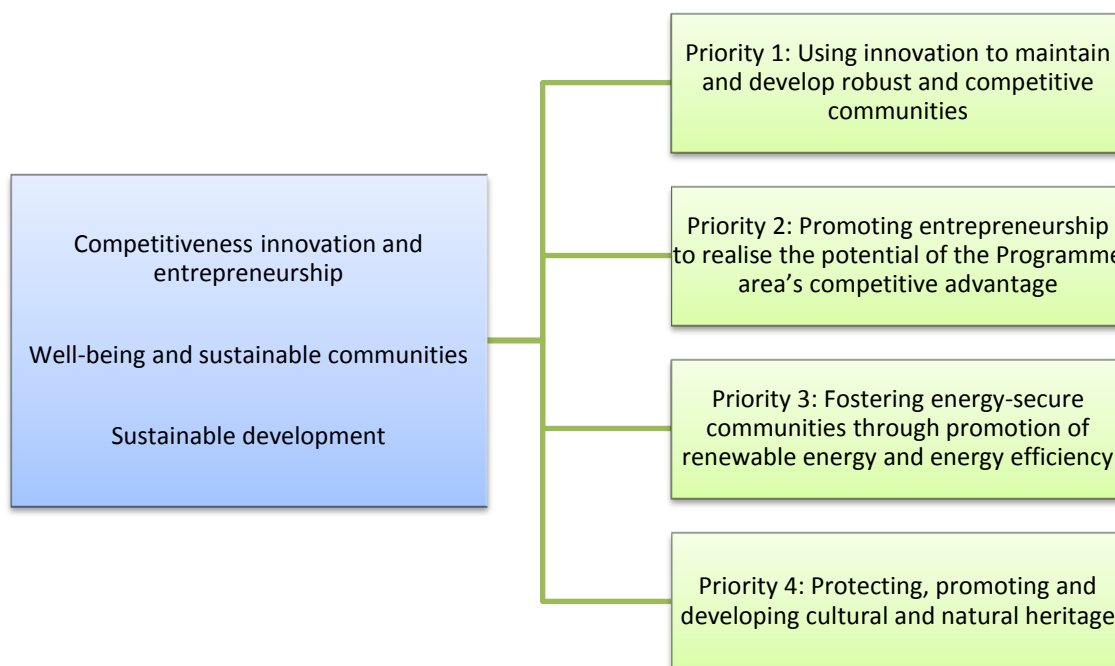 Competitiveness innovation and
entrepreneurship
Well-being and sustainable communities
Sustainable development
Priority 1: Using innovation to maintain
and develop robust and competitive
communities
Priority 2: Promoting entrepreneurship
to realise the potential of the Programme
area’s competitive advantage
Priority 3: Fostering energy-secure
communities through promotion of
renewable energy and energy efficiency
Priority 4: Protecting, promoting and
developing cultural and natural heritage